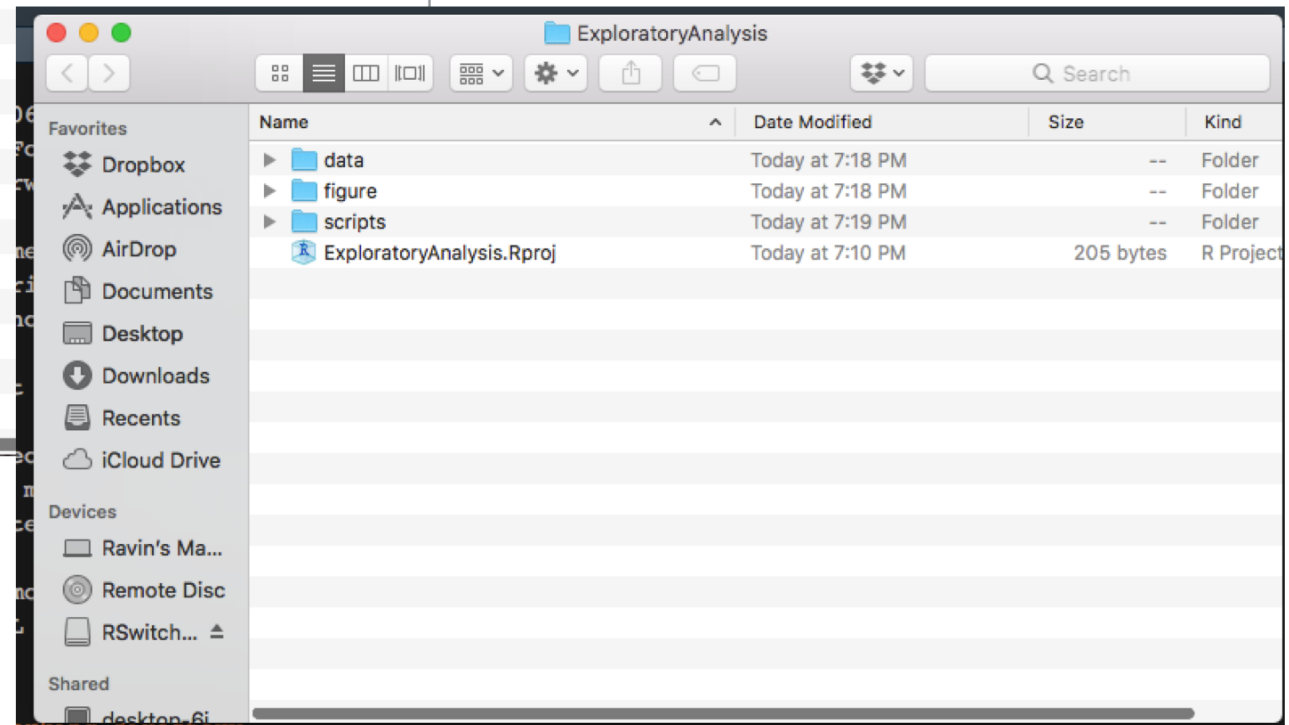 ExploratoryAnalysis
Search
Favorites
Dropbox
Applications
AirDrop
Documents
Desktop
Downloads
Recents
iCloud Drive
Devices
Ravin's Ma...
Remote Disc
RSwitch...
Shared
Name Date Modified Size Kind
data Today at 7:18 PM -- Folder
figure Today at 7:18 PM -- Folder
scripts Today at 7:19 PM -- Folder
ExploratoryAnalysis.Rproj Today at 7:10 PM 205 bytes R Project